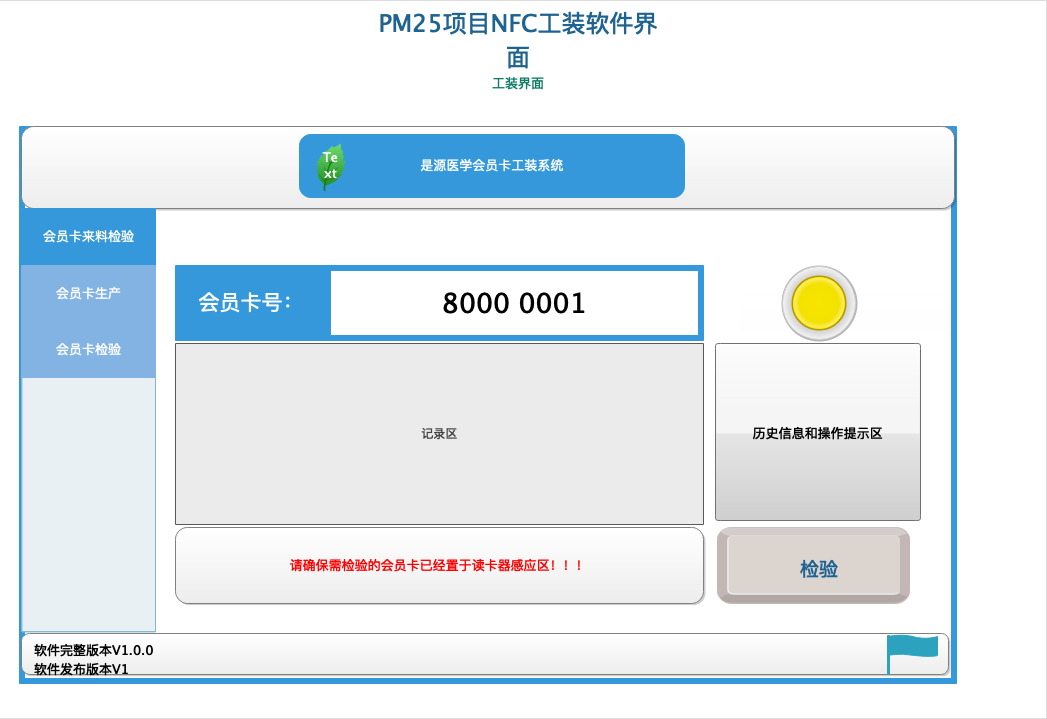 PM25项目NFC工装软件界
面
工装界面
Te
xt
是源医学会员卡工装系统
会员卡来料检验
会员卡生产
会员卡检验
会员卡号：
8000 0001
记录区
历史信息和操作提示区
请确保需检验的会员卡已经置于读卡器感应区！！！
检验
软件完整版本V1.0.0
软件发布版本V1